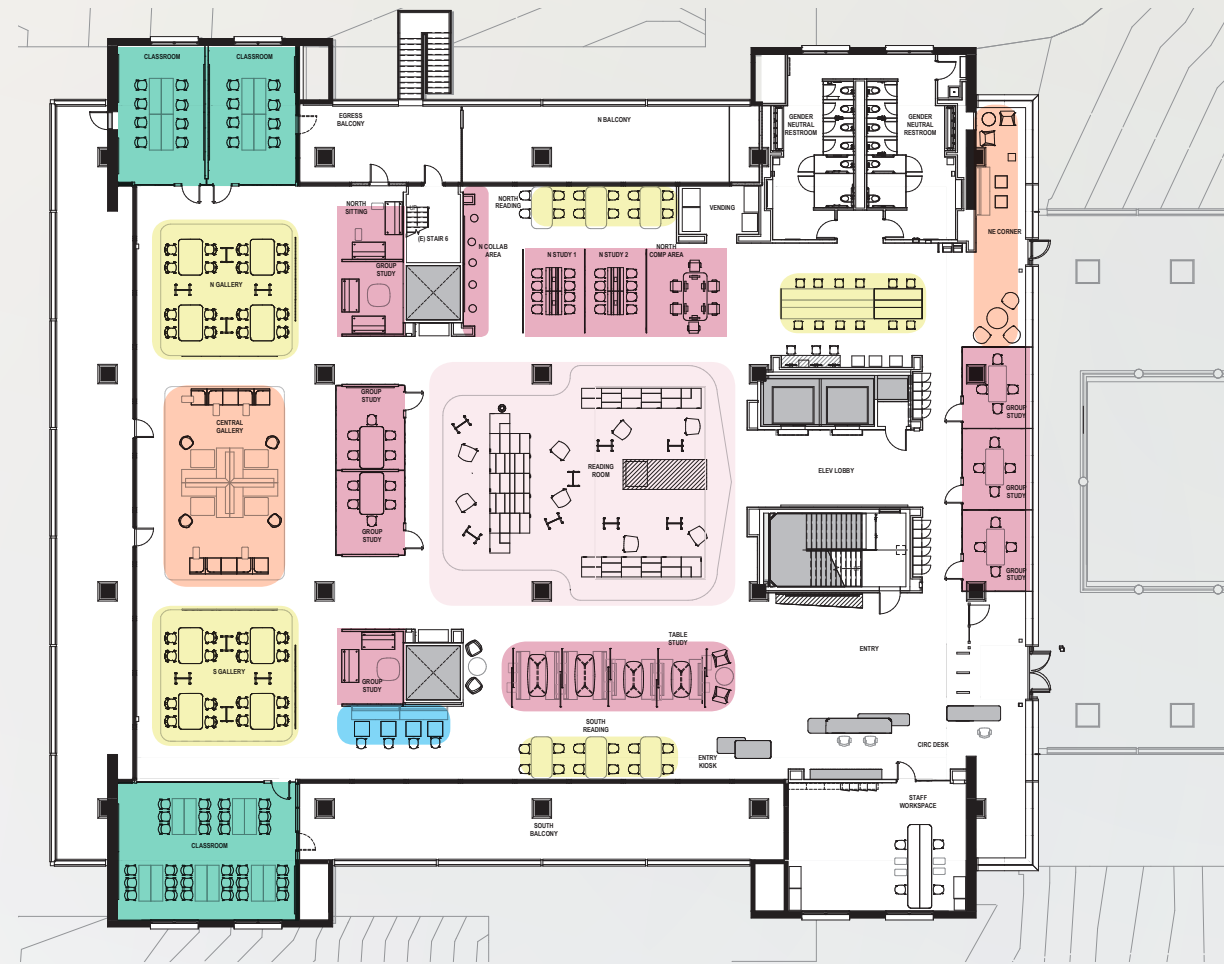 CLASSROOM
CLASSROOM
EGRESS
BALCONY
N BALCONY
GENDER
NEUTRAL
RESTROOM
GENDER
NEUTRAL
RESTROOM
NORTH
SITTING
(E) STAIR 6
NORTH
READING
VENDING
NE CORNER
N COLLAB
AREA
N STUDY 1
N STUDY 2
NORTH
COMP AREA
GROUP
STUDY
N GALLERY
GROUP
STUDY
CENTRAL
GALLERY
GROUP
STUDY
READING
ROOM
ELEV LOBBY
GROUP
STUDY
GROUP
STUDY
GROUP
STUDY
TABLE
STUDY
ENTRY
S GALLERY
GROUP
STUDY
SOUTH
READING
ENTRY
KIOSK
CIRC DESK
STAFF
WORKSPACE
SOUTH
BALCONY
CLASSROOM